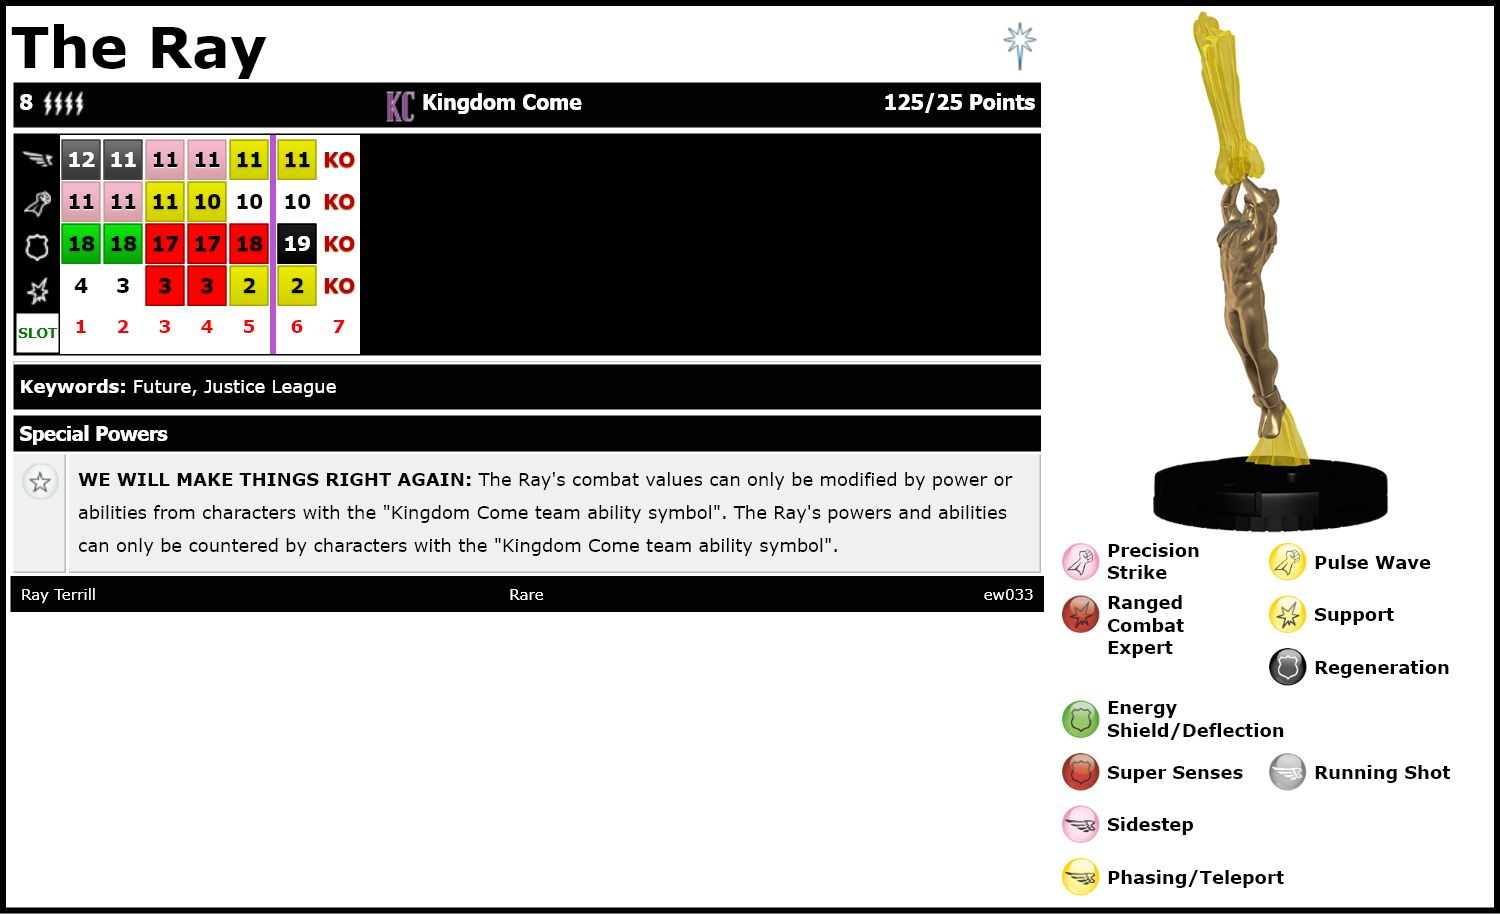 The Ray
8 KC Kingdom Come 125/25 Points
12 11 11 11 11 11 KO
11 11 11 10 10 10 KO
18 18 17 17 18 19 KO
4 3 3 3 2 2 KO
SLOT 1 2 3 4 5 6 7
Keywords: Future, Justice League
Special Powers
WE WILL MAKE THINGS RIGHT AGAIN: The Ray's combat values can only be modified by power or
abilities from characters with the "Kingdom Come team ability symbol". The Ray's powers and abilities
can only be countered by characters with the "Kingdom Come team ability symbol".
Ray Terrill Rare ew033
Precision
Strike
Pulse Wave
Ranged
Combat
Expert
Support
Regeneration
Energy
Shield/Deflection
Super Senses
Running Shot
Sidestep
Phasing/Teleport